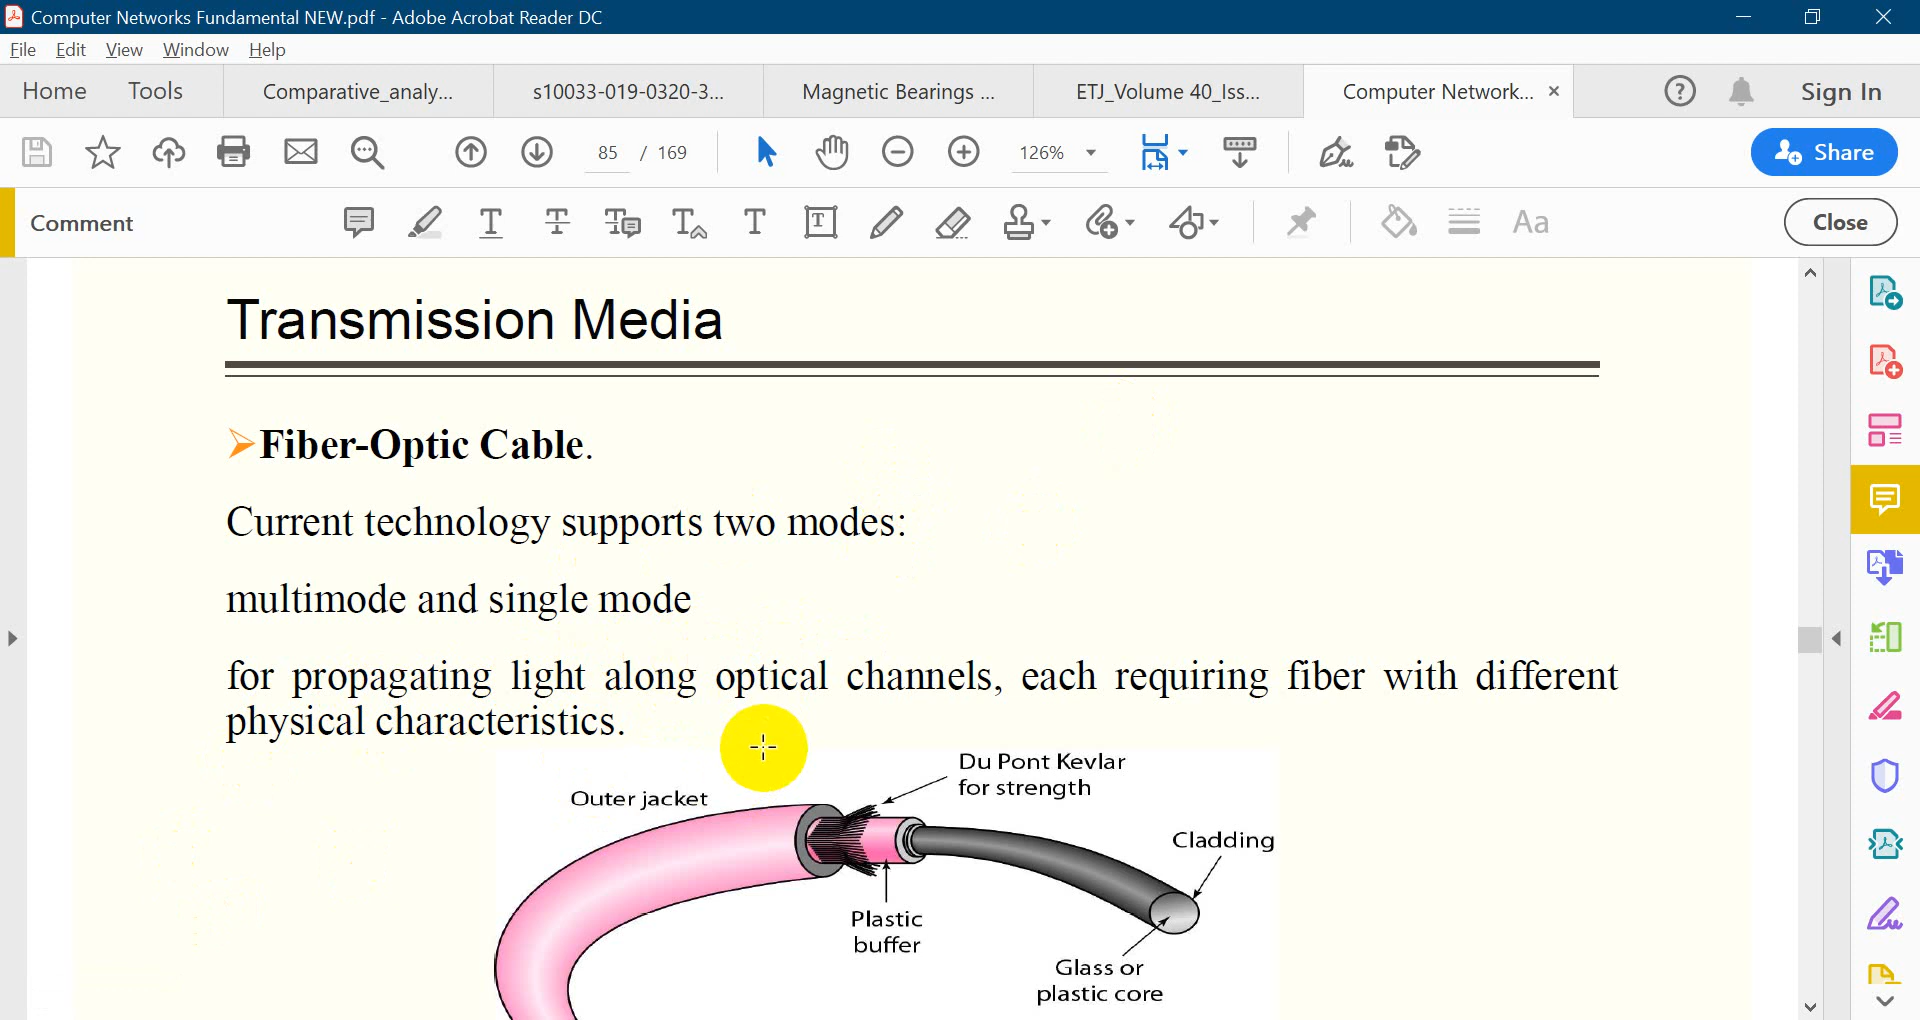 Computer Networks Fundamental NEW.pdf - Adobe Acrobat Reader DC
File Edit View Window Help
Home Tools Comparative_analy... s10033-019-0320-3... Magnetic Bearings ... ETJ_Volume 40_Iss... Computer Network... × Sign In
85 / 169 126% Share
Comment Aa Close
Transmission Media
Fiber-Optic Cable.
Current technology supports two modes:
multimode and single mode
for propagating light along optical channels, each requiring fiber with different
physical characteristics.
Du Pont Kevlar
for strength
Outer jacket
Cladding
Plastic
buffer
Glass or
plastic core